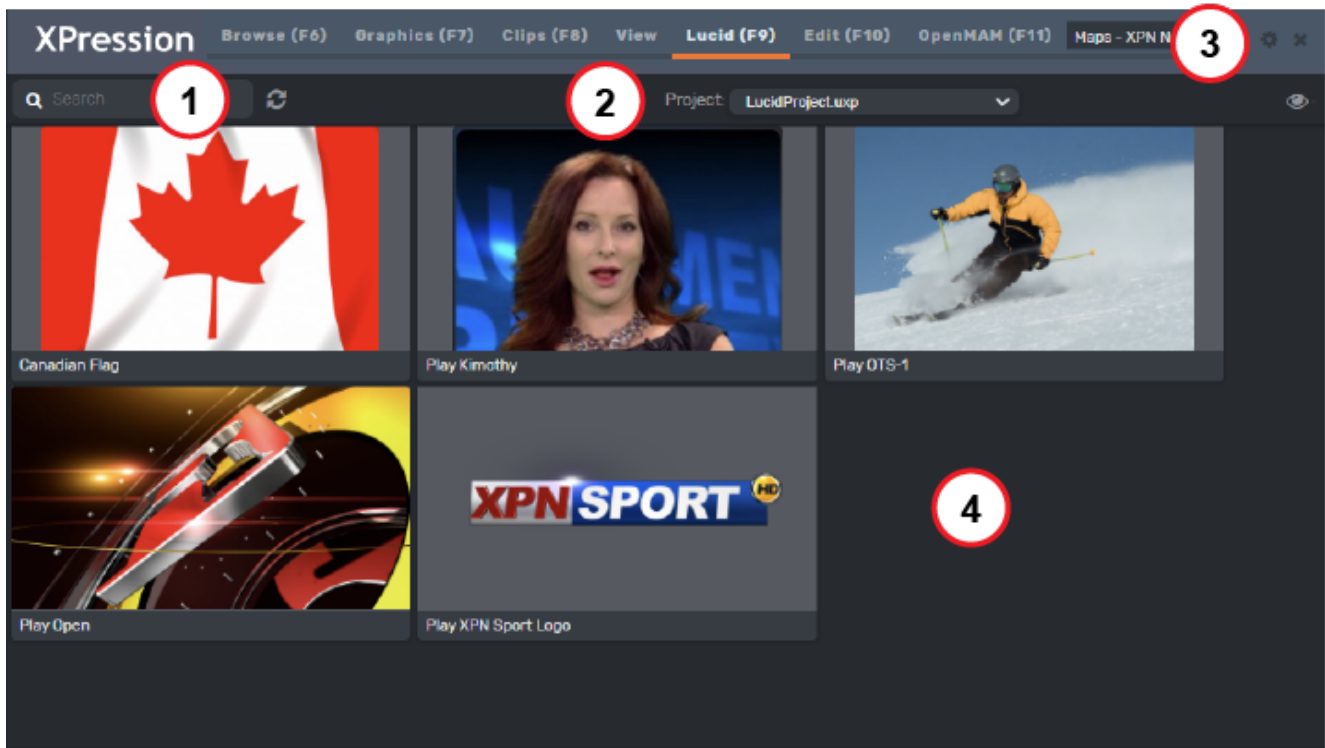 XPression Browse (F6) Graphics (F7) Clips (F8) View Lucid (F9) Edit (F10) OpenMAM (F11) Maps - XPN N 3
Search 1 2 Project: LucidProject.uxp
Canadian Flag Play Kimothy Play OTS-1
XPN SPORT HD 4
Play Open Play XPN Sport Logo